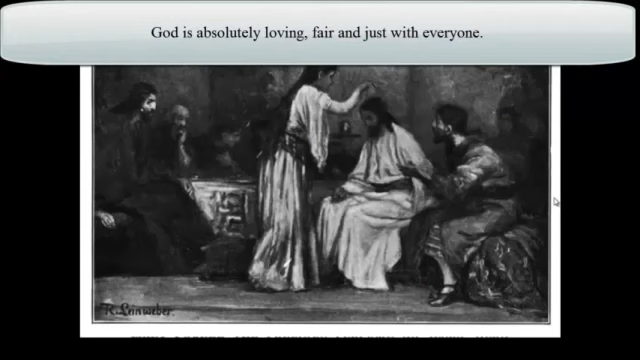 God is absolutely loving, fair and just with everyone.
R. Leinweber.